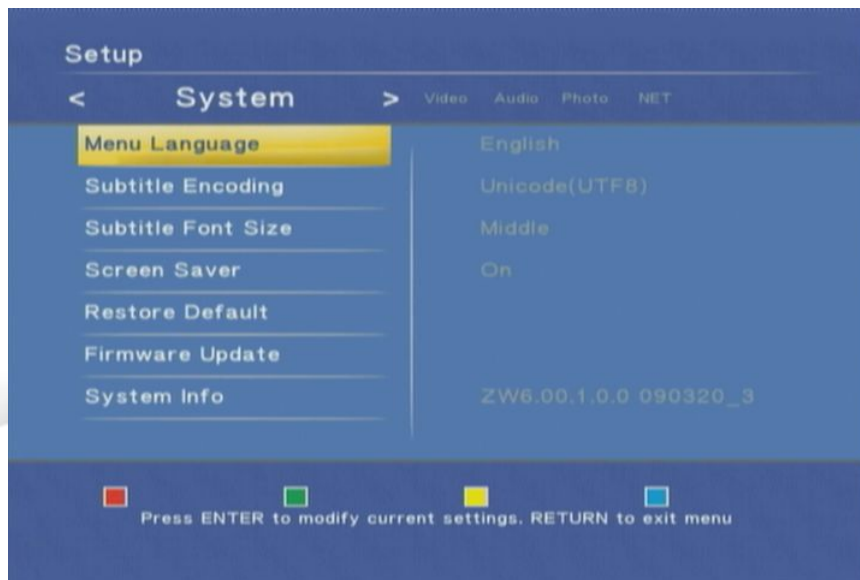 Setup
< System > Video Audio Photo NET
Menu Language English
Subtitle Encoding Unicode(UTF8)
Subtitle Font Size Middle
Screen Saver On
Restore Default
Firmware Update
System Info ZW6.00.1.0.0 090320_3
Press ENTER to modify current settings. RETURN to exit menu